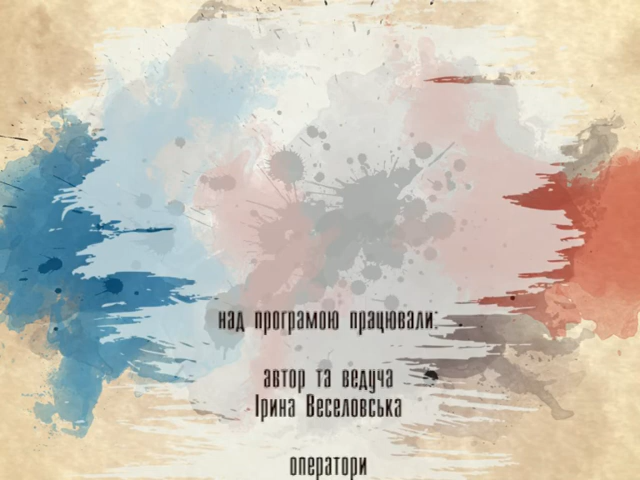 над програмою працювали:
автор та ведуча
Ірина Веселовська
оператори